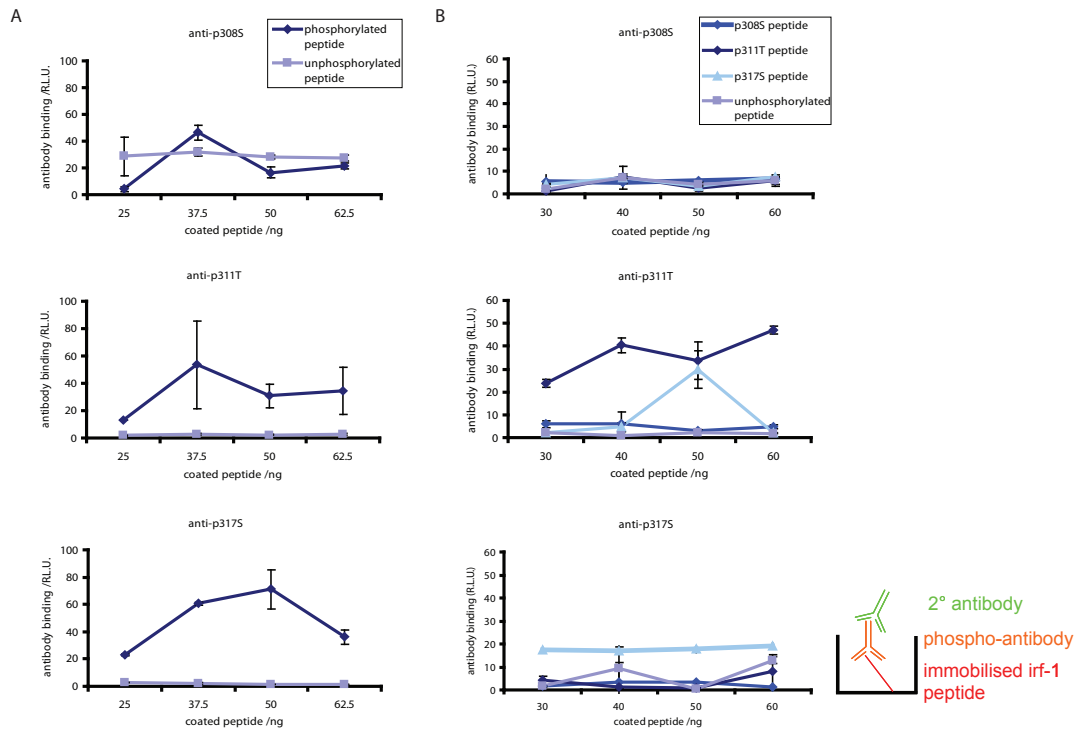 A
anti-p308S
phosphorylated
peptide
unphosphorylated
peptide
antibody binding /R.L.U.
100
80
60
40
20
0
25
37.5
50
62.5
coated peptide /ng
anti-p311T
antibody binding /R.L.U.
100
80
60
40
20
0
25
37.5
50
62.5
coated peptide /ng
anti-p317S
antibody binding /R.L.U.
100
80
60
40
20
0
25
37.5
50
62.5
coated peptide /ng
B
anti-p308S
p308S peptide
p311T peptide
p317S peptide
unphosphorylated
peptide
antibody binding (R.L.U.)
60
50
40
30
20
10
0
30
40
50
60
coated peptide /ng
anti-p311T
antibody binding (R.L.U.)
60
50
40
30
20
10
0
30
40
50
60
coated peptide /ng
anti-p317S
antibody binding (R.L.U.)
60
50
40
30
20
10
0
30
40
50
60
coated peptide /ng
2° antibody
phospho-antibody
immobilised irf-1
peptide